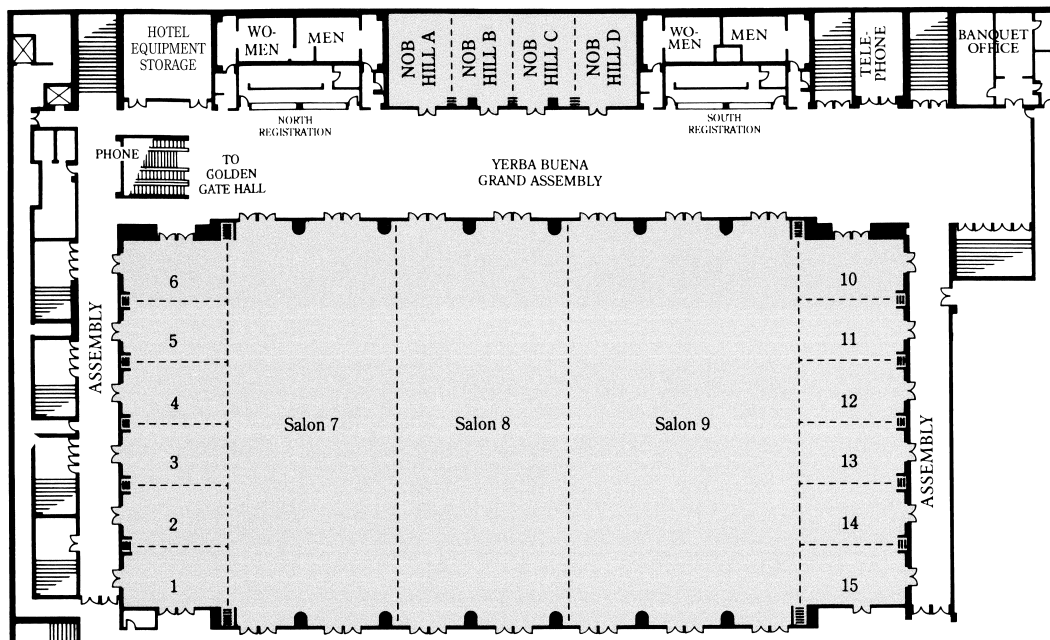 HOTEL
EQUIPMENT
STORAGE
WO-
MEN
MEN
NOB
HILL A
NOB
HILL B
NOB
HILL C
NOB
HILL D
WO-
MEN
MEN
TELE-
PHONE
BANQUET
OFFICE
NORTH
REGISTRATION
SOUTH
REGISTRATION
PHONE
TO
GOLDEN
GATE HALL
YERBA BUENA
GRAND ASSEMBLY
ASSEMBLY
6
5
4
3
2
1
Salon 7
Salon 8
Salon 9
10
11
12
13
14
15
ASSEMBLY